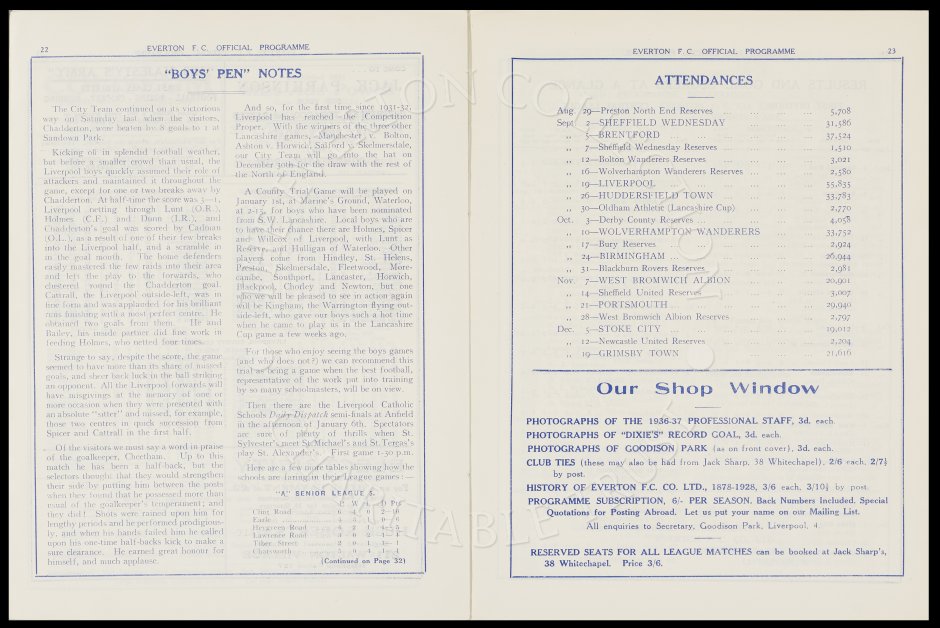 22
EVERTON F. C. OFFICIAL PROGRAMME
"BOYS' PEN" NOTES
The City Team continued on its victorious
way on Saturday last when the visitors,
Chadderton, were beaten by 8 goals to 1 at
Sandown Park.
Kicking off in splendid football weather,
but before a smaller crowd than usual, the
Liverpool boys quickly assumed their role of
attackers and maintained it throughout the
game, except for one or two breaks away by
Chadderton. At half-time the score was 3—1,
Liverpool netting through Lunt (O.R.),
Holmes (C.F.) and Dunn (I.R.), and
Chadderton's goal was scored by Cadman
(O.L.), as a result of one of their few breaks
into the Liverpool half, and a scramble in
in the goal mouth. The home defenders
easily mastered the few raids into their area
and left the play to the forwards, who
clustered round the Chadderton goal.
Cattrall, the Liverpool outside-left, was in
fine form and was applauded for his brilliant
runs finishing with a most perfect centre. He
obtained two goals from them. He and
Bailey, his inside partner did fine work in
feeding Holmes, who netted four times.
Strange to say, despite the score, the game
seemed to have more than its share of missed
goals, and sheer back luck in the ball striking
an opponent. All the Liverpool forwards will
have misgivings at the memory of one or
more occasion when they were presented with
an absolute "sitter" and missed, for example,
those two centres in quick succession from
Spicer and Cattrall in the first half.
Of the visitors we must say a word in praise
of the goalkeeper, Cheetham. Up to this
match he has been a half-back, but the
selectors thought that they would strengthen
their side by putting him between the posts
when they found that he possessed more than
usual of the goalkeeper's temperament; and
they did! Shots were rained upon him for
lengthy periods and he performed prodigious-
ly, and when his hands failed him he called
upon his one-time half-backs kick to make a
sure clearance. He earned great honour for
himself, and much applause.
And so, for the first time since 1931-32,
Liverpool has reached the Competition
Proper. With the winners of the three other
Lancashire games, Manchester v. Bolton,
Ashton v. Horwich, Salford v. Skelmersdale,
our City Team will go into the hat on
December 30th for the draw with the rest of
the North of England.
A County Trial Game will be played on
January 1st, at Marine's Ground, Waterloo,
at 2-15, for boys who have been nominated
from S.W. Lancashire. Local boys who are
to have their chance there are Holmes, Spicer
and Willcox of Liverpool, with Lunt as
Reserve, and Hulligan of Waterloo. Other
players come from Hindley, St. Helens,
Preston, Skelmersdale, Fleetwood, More-
cambe, Southport, Lancaster, Horwich,
Blackpool, Chorley and Newton, but one
who we will be pleased to see in action again
will be Kingham, the Warrington flying out-
side-left, who gave our boys such a hot time
when he came to play us in the Lancashire
Cup game a few weeks ago.
For those who enjoy seeing the boys games
(and who does not?) we can recommend this
trial as being a game when the best football,
representative of the work put into training
by so many schoolmasters, will be on view.
Then there are the Liverpool Catholic
Schools Daily Dispatch semi-finals at Anfield
in the afternoon of January 6th. Spectators
are sure of plenty of thrills when St.
Sylvester's meet St. Michael's and St. Teresa's
play St. Alexander's. First game 1-30 p.m.
Here are a few more tables showing how the
schools are faring in their league games:—
"A" SENIOR LEAGUE 5.
Clint Road
Earle
Heygreen Road
Lawrence Road
Tiber Street
Chatsworth
(Continued on Page 32)
EVERTON F. C. OFFICIAL PROGRAMME
23
ATTENDANCES
Aug 29—Preston North End Reserves 5,708
Sept 2—SHEFFIELD WEDNESDAY 31,586
„ 5—BRENTFORD 37,524
„ 7—Sheffield Wednesday Reserves 1,510
„ 12—Bolton Wanderers Reserves 3,021
„ 16—Wolverhampton Wanderers Reserves 2,580
„ 19—LIVERPOOL 55,835
„ 26—HUDDERSFIELD TOWN 33,783
„ 30—Oldham Athletic (Lancashire Cup) 2,770
Oct. 3—Derby County Reserves 4,058
„ 10—WOLVERHAMPTON WANDERERS 33,752
„ 17—Bury Reserves 2,924
„ 24—BIRMINGHAM 26,944
„ 31—Blackburn Rovers Reserves 2,981
Nov. 7—WEST BROMWICH ALBION 20,901
„ 14—Sheffield United Reserves 3,007
„ 21—PORTSMOUTH 29,940
„ 28—West Bromwich Albion Reserves 2,797
Dec. 5—STOKE CITY 19,012
„ 12—Newcastle United Reserves 2,204
„ 19—GRIMSBY TOWN 21,616
Our Shop Window
PHOTOGRAPHS OF THE 1936-37 PROFESSIONAL STAFF, 3d. each.
PHOTOGRAPHS OF "DIXIE'S" RECORD GOAL, 3d. each.
PHOTOGRAPHS OF GOODISON PARK (as on front cover), 3d. each.
CLUB TIES (these may also be had from Jack Sharp, 38 Whitechapel), 2/6 each, 2/7½
by post.
HISTORY OF EVERTON F.C. CO. LTD., 1878-1928, 3/6 each, 3/10½ by post.
PROGRAMME SUBSCRIPTION, 6/- PER SEASON. Back Numbers Included. Special
Quotations for Posting Abroad. Let us put your name on our Mailing List.
All enquiries to Secretary, Goodison Park, Liverpool, 4.
RESERVED SEATS FOR ALL LEAGUE MATCHES can be booked at Jack Sharp's,
38 Whitechapel. Price 3/6.